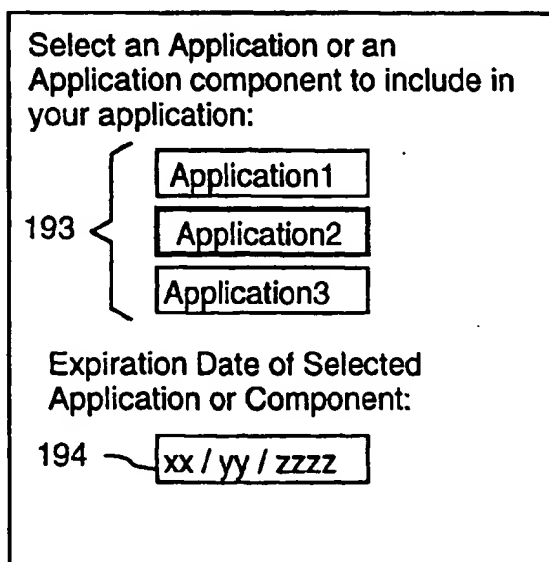 Select an Application or an
Application component to include in
your application:
Application1
193
Application2
Application3
Expiration Date of Selected
Application or Component:
194
xx / yy / zzzz